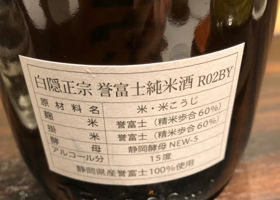 白隠正宗 誉富士純米酒 R02BY
原材料名 米・米こうじ
麹米 誉富士(精米歩合60%)
掛米 誉富士(精米歩合60%)
酵母 静岡酵母 NEW-5
アルコール分 15度
静岡県産誉富士100%使用